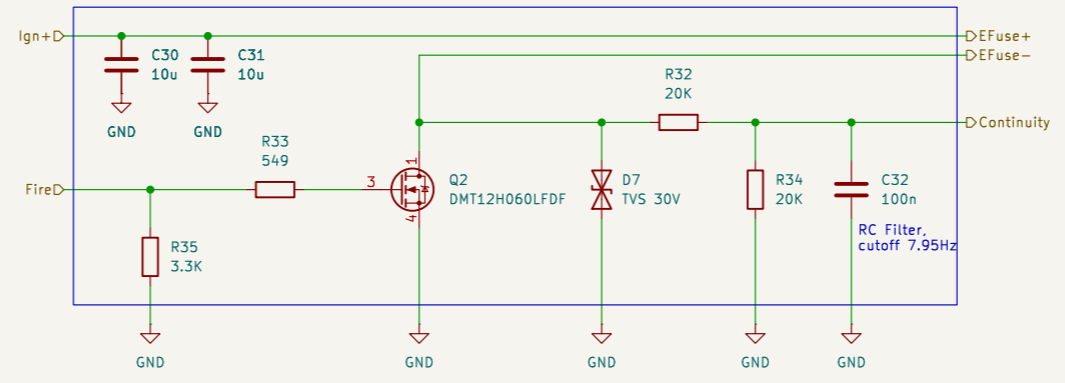 Ign+
C30
10u
C31
10u
EFuse+
EFuse-
R32
20K
GND
GND
Continuity
R33
549
1
Fire
3
Q2
DMT12H060LFDF
D7
TVS 30V
R34
20K
C32
100n
4
RC Filter,
cutoff 7.95Hz
R35
3.3K
GND
GND
GND
GND
GND